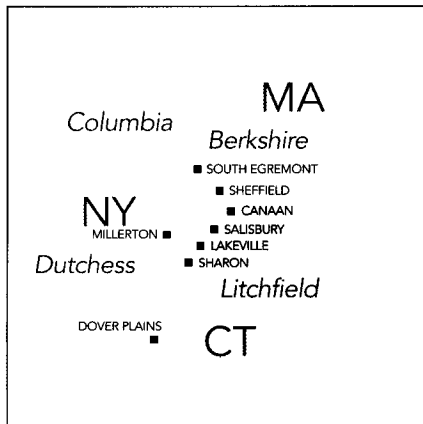 MA
Columbia
Berkshire
SOUTH EGREMONT
SHEFFIELD
NY
CANAAN
SALISBURY
MILLERTON
LAKEVILLE
Dutchess
SHARON
Litchfield
DOVER PLAINS
CT